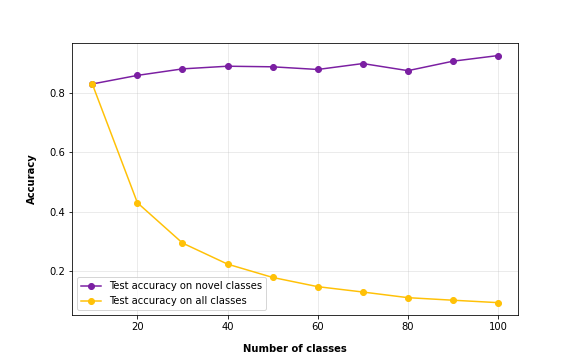 Accuracy
0.8
0.6
0.4
0.2
Test accuracy on novel classes
Test accuracy on all classes
20
40
60
80
100
Number of classes